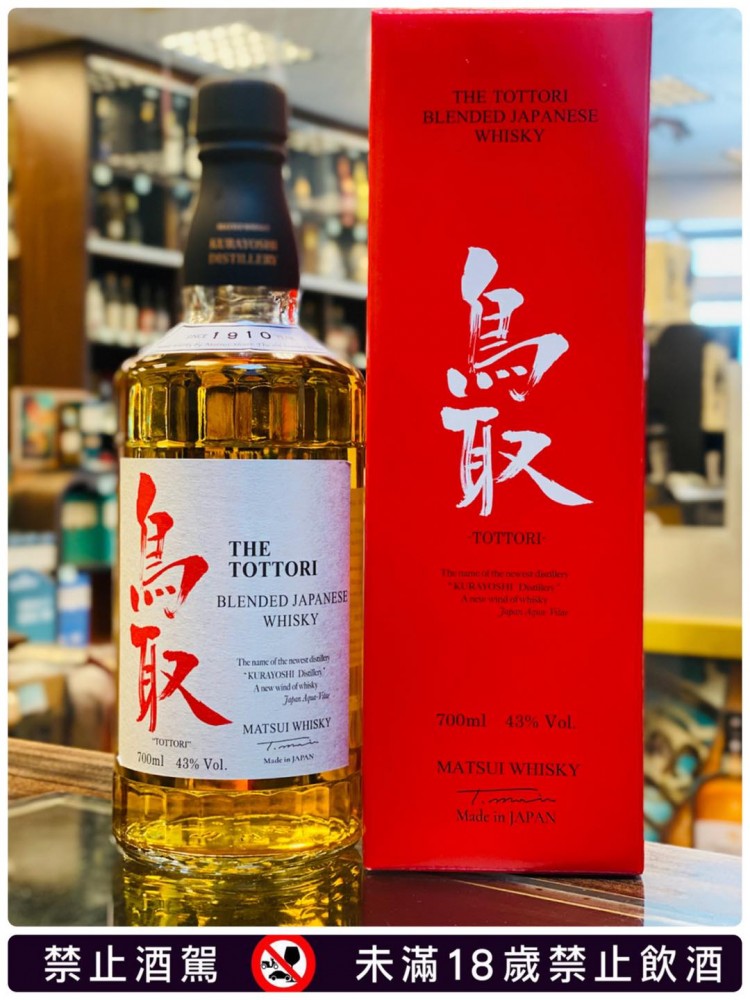 THE TOTTORI
BLENDED JAPANESE
WHISKY
鳥取
-TOTTORI-
The name of the newest distillery
"KURAYOSHI Distillery."
A new wind of whisky
Japan Aqua-Vitae
700ml 43% Vol.
MATSUI WHISKY
T. Matsui
Made in JAPAN
KURAYOSHI
DISTILLERY
SINCE 1910
鳥取
THE
TOTTORI
BLENDED JAPANESE
WHISKY
The name of the newest distillery
"KURAYOSHI Distillery."
A new wind of whisky
Japan Aqua-Vitae
MATSUI WHISKY
Made in JAPAN
"TOTTORI"
700ml 43% Vol.
禁止酒駕
未滿18歲禁止飲酒